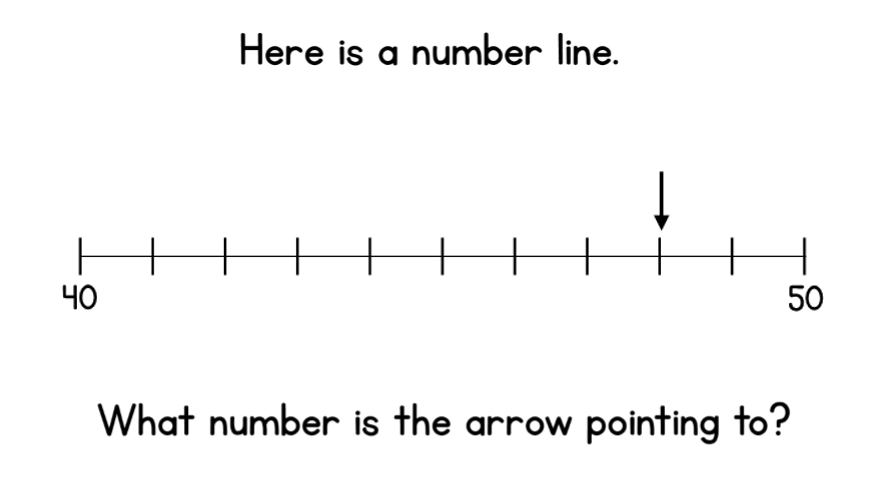 Here is a number line.
40 50
What number is the arrow pointing to?